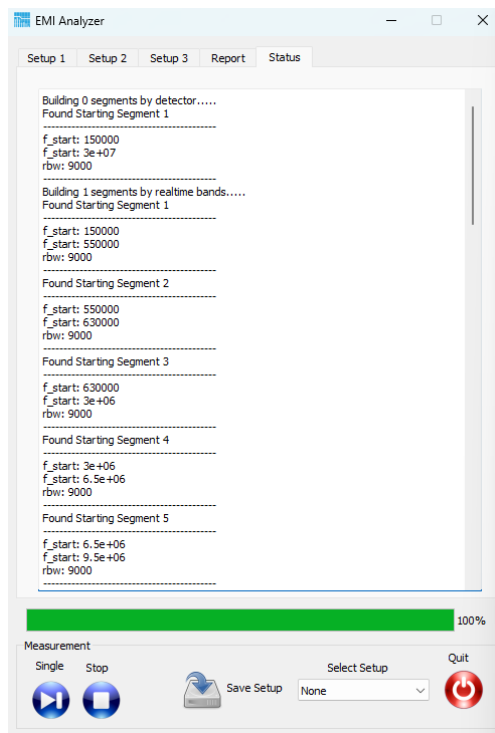 EMI Analyzer
Setup 1 Setup 2 Setup 3 Report Status
Building 0 segments by detector.....
Found Starting Segment 1
--------------------------------------------
f_start: 150000
f_start: 3e+07
rbw: 9000
--------------------------------------------
Building 1 segments by realtime bands.....
Found Starting Segment 1
--------------------------------------------
f_start: 150000
f_start: 550000
rbw: 9000
--------------------------------------------
Found Starting Segment 2
--------------------------------------------
f_start: 550000
f_start: 630000
rbw: 9000
--------------------------------------------
Found Starting Segment 3
--------------------------------------------
f_start: 630000
f_start: 3e+06
rbw: 9000
--------------------------------------------
Found Starting Segment 4
--------------------------------------------
f_start: 3e+06
f_start: 6.5e+06
rbw: 9000
--------------------------------------------
Found Starting Segment 5
--------------------------------------------
f_start: 6.5e+06
f_start: 9.5e+06
rbw: 9000
--------------------------------------------
100%
Measurement
Single Stop Select Setup Quit
Save Setup None